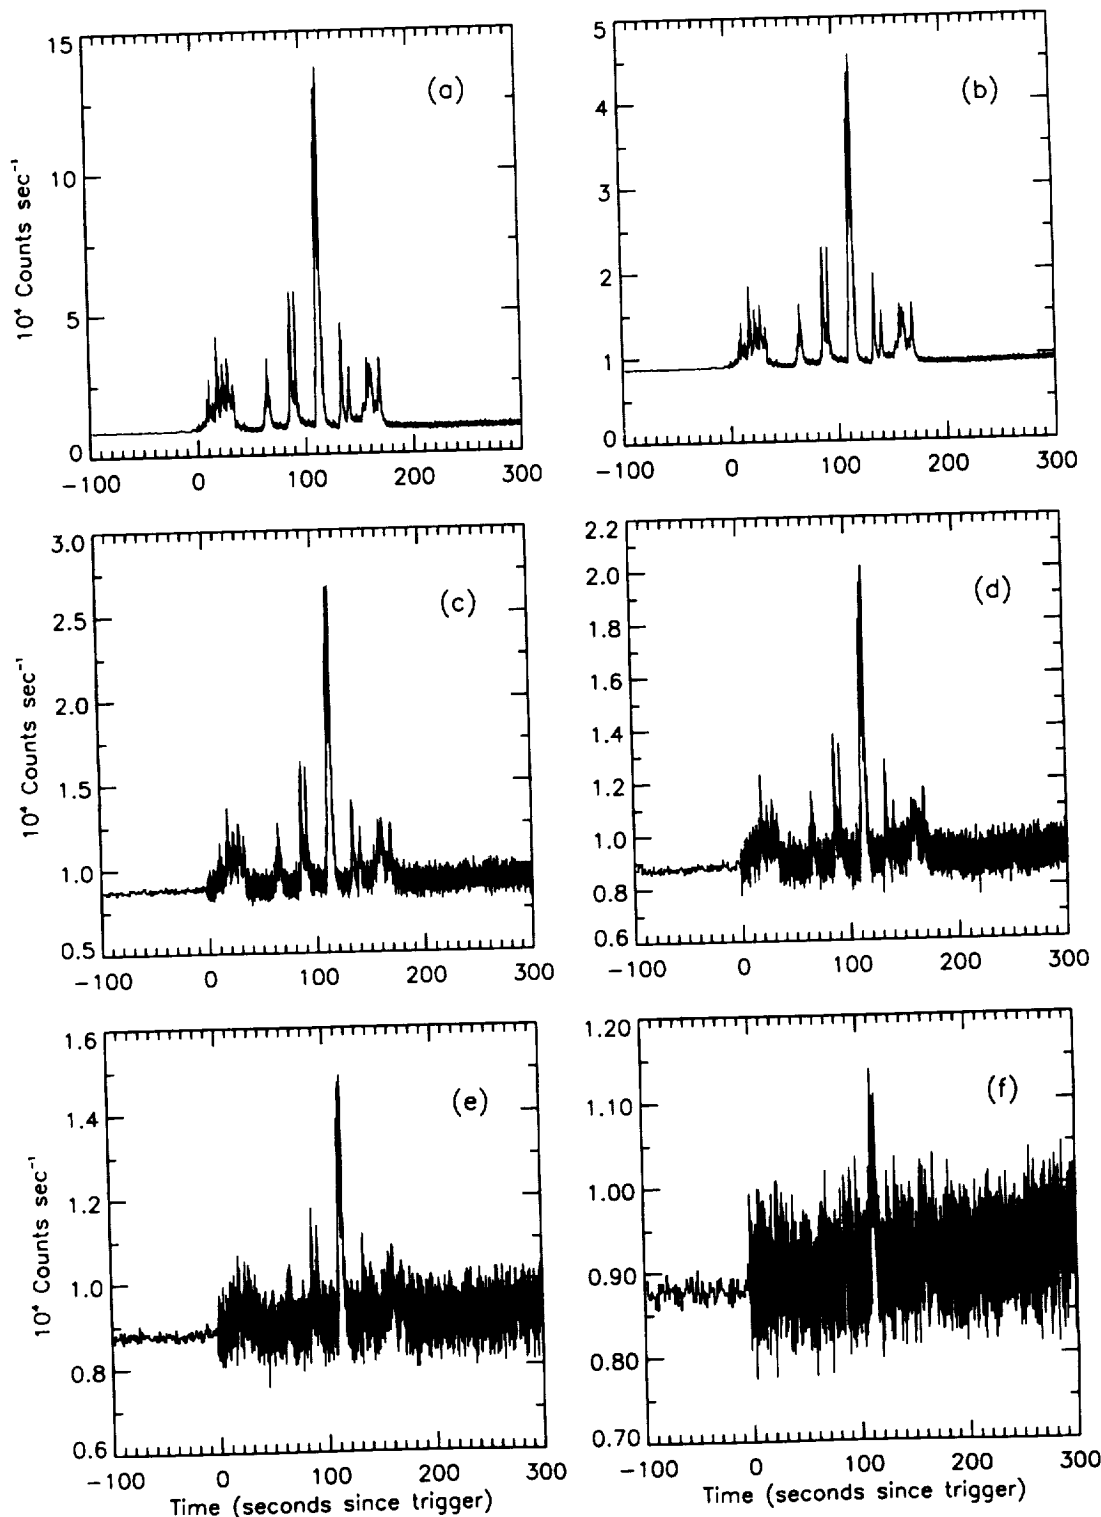 15
10
5
0
10⁴ Counts sec⁻¹
(a)
−100 0 100 200 300
5
4
3
2
1
0
(b)
−100 0 100 200 300
3.0
2.5
2.0
1.5
1.0
0.5
10⁴ Counts sec⁻¹
(c)
−100 0 100 200 300
2.2
2.0
1.8
1.6
1.4
1.2
1.0
0.8
0.6
(d)
−100 0 100 200 300
1.6
1.4
1.2
1.0
0.8
0.6
10⁴ Counts sec⁻¹
(e)
−100 0 100 200 300
Time (seconds since trigger)
1.20
1.10
1.00
0.90
0.80
0.70
(f)
−100 0 100 200 300
Time (seconds since trigger)